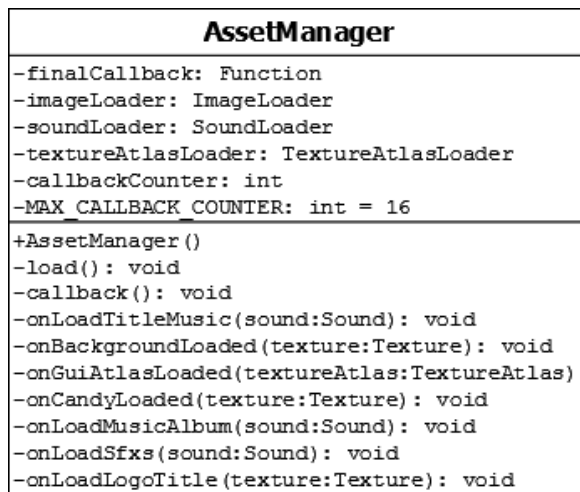 AssetManager
-finalCallback: Function
-imageLoader: ImageLoader
-soundLoader: SoundLoader
-textureAtlasLoader: TextureAtlasLoader
-callbackCounter: int
-MAX_CALLBACK_COUNTER: int = 16
+AssetManager()
-load(): void
-callback(): void
-onLoadTitleMusic(sound:Sound): void
-onBackgroundLoaded(texture:Texture): void
-onGuiAtlasLoaded(textureAtlas:TextureAtlas)
-onCandyLoaded(texture:Texture): void
-onLoadMusicAlbum(sound:Sound): void
-onLoadSfxs(sound:Sound): void
-onLoadLogoTitle(texture:Texture): void